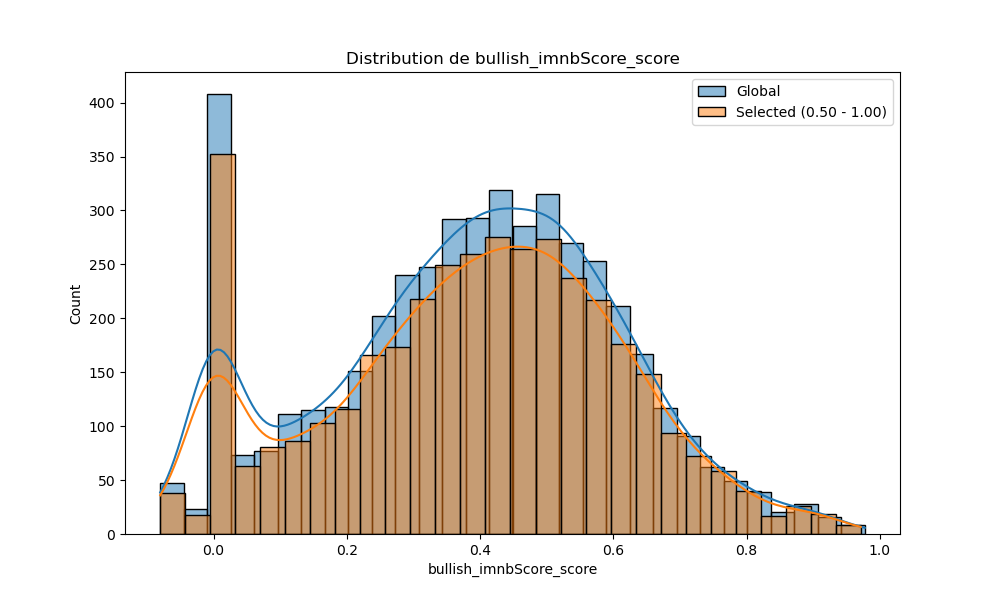 Distribution de bullish_imnbScore_score
Global
Selected (0.50 - 1.00)
400
350
300
250
200
150
100
50
0
Count
0.0 0.2 0.4 0.6 0.8 1.0
bullish_imnbScore_score